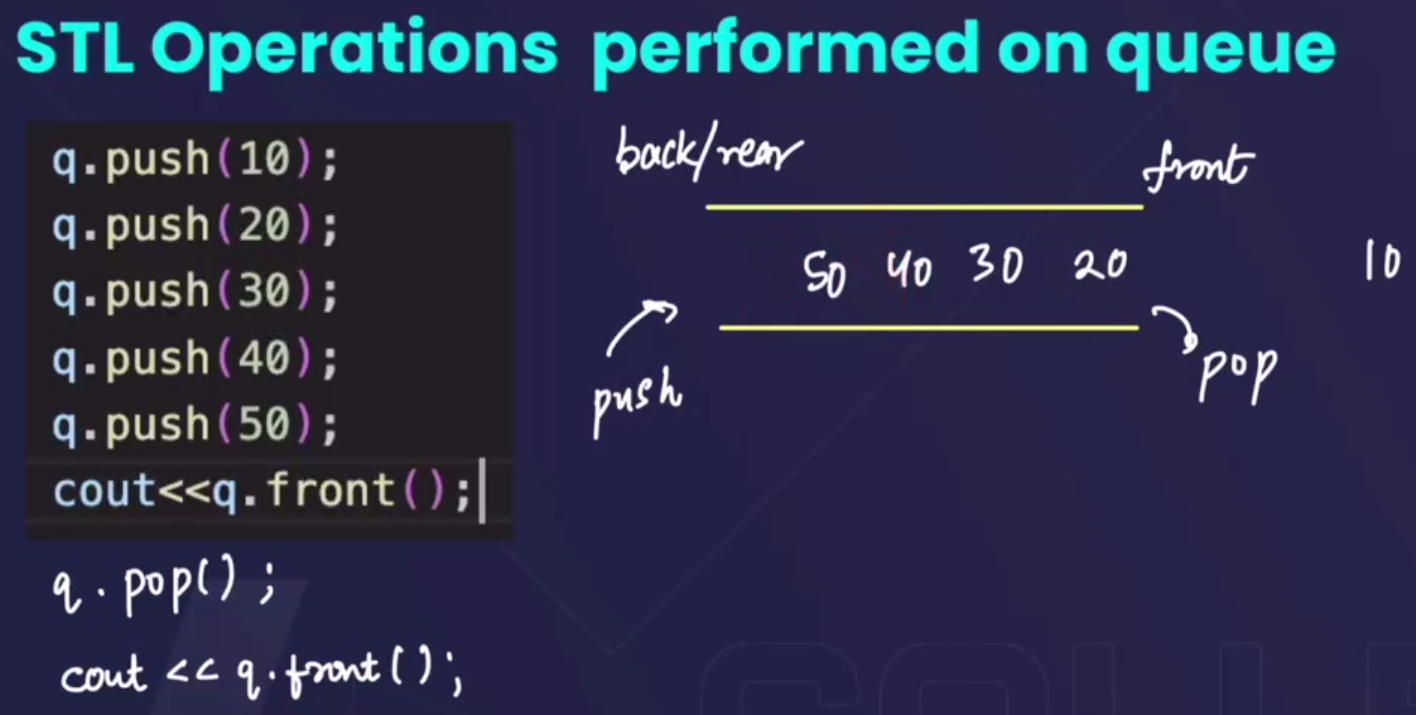 STL Operations performed on queue
q.push(10);
q.push(20);
q.push(30);
q.push(40);
q.push(50);
cout<<q.front();
q.pop();
cout << q.front();
back/rear
front
50 40 30 20
10
push
pop